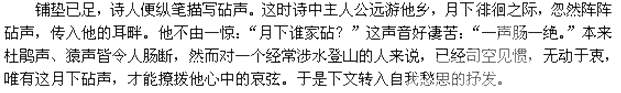 铺垫已足，诗人便纵笔描写砧声。这时诗中主人公远游他乡，月下徘徊之际，忽然阵阵
砧声，传入他的耳畔。他不由一惊：“月下谁家砧？”这声音好凄苦：“一声肠一绝。”本来
杜鹃声、猿声皆令人肠断，然而对一个经常涉水登山的人来说，已经司空见惯，无动于衷，
唯有这月下砧声，才能撩拨他心中的哀弦。于是下文转入自我愁思的抒发。